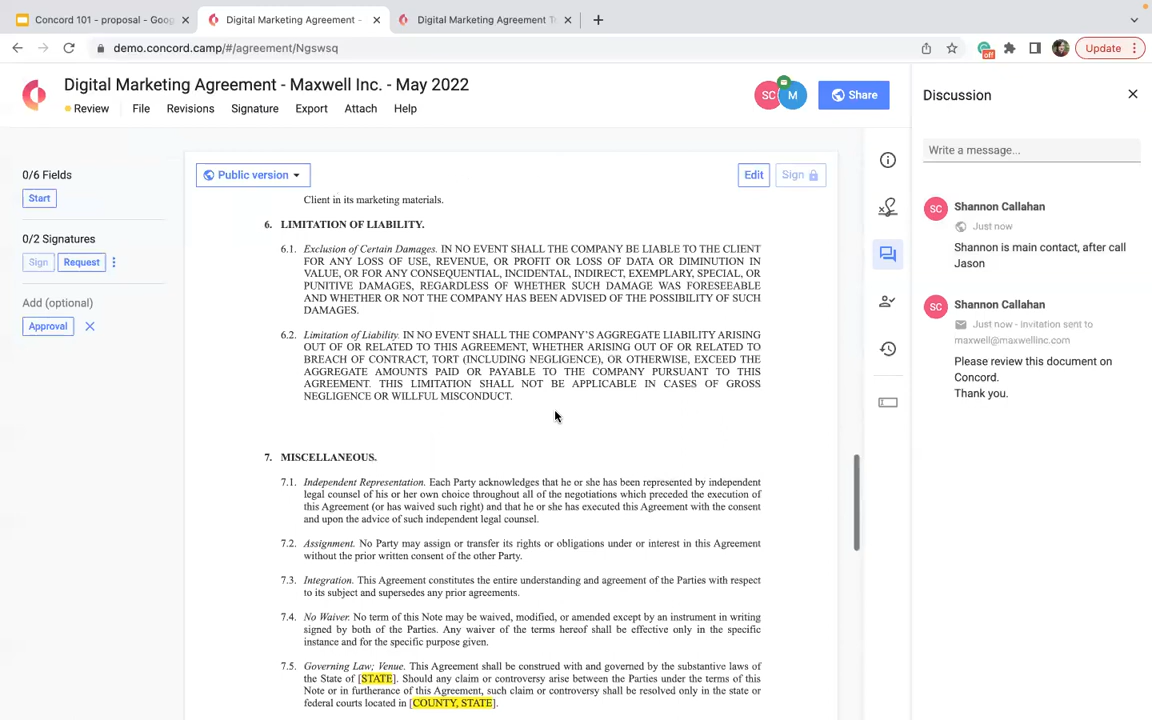 Concord 101 - proposal - Goog
Digital Marketing Agreement -
Digital Marketing Agreement T
demo.concord.camp/#/agreement/Ngswsq
off
Update
Digital Marketing Agreement - Maxwell Inc. - May 2022
Review File Revisions Signature Export Attach Help
SC M
Share
Discussion
0/6 Fields
Start
0/2 Signatures
Sign Request
Add (optional)
Approval
Public version
Edit
Sign
Client in its marketing materials.
6. LIMITATION OF LIABILITY.
6.1. Exclusion of Certain Damages. IN NO EVENT SHALL THE COMPANY BE LIABLE TO THE CLIENT
FOR ANY LOSS OF USE, REVENUE, OR PROFIT OR LOSS OF DATA OR DIMINUTION IN
VALUE, OR FOR ANY CONSEQUENTIAL, INCIDENTAL, INDIRECT, EXEMPLARY, SPECIAL, OR
PUNITIVE DAMAGES, REGARDLESS OF WHETHER SUCH DAMAGE WAS FORESEEABLE
AND WHETHER OR NOT THE COMPANY HAS BEEN ADVISED OF THE POSSIBILITY OF SUCH
DAMAGES.
6.2. Limitation of Liability. IN NO EVENT SHALL THE COMPANY'S AGGREGATE LIABILITY ARISING
OUT OF OR RELATED TO THIS AGREEMENT, WHETHER ARISING OUT OF OR RELATED TO
BREACH OF CONTRACT, TORT (INCLUDING NEGLIGENCE), OR OTHERWISE, EXCEED THE
AGGREGATE AMOUNTS PAID OR PAYABLE TO THE COMPANY PURSUANT TO THIS
AGREEMENT. THIS LIMITATION SHALL NOT BE APPLICABLE IN CASES OF GROSS
NEGLIGENCE OR WILLFUL MISCONDUCT.
7. MISCELLANEOUS.
7.1. Independent Representation. Each Party acknowledges that he or she has been represented by independent
legal counsel of his or her own choice throughout all of the negotiations which preceded the execution of
this Agreement (or has waived such right) and that he or she has executed this Agreement with the consent
and upon the advice of such independent legal counsel.
7.2. Assignment. No Party may assign or transfer its rights or obligations under or interest in this Agreement
without the prior written consent of the other Party.
7.3. Integration. This Agreement constitutes the entire understanding and agreement of the Parties with respect
to its subject and supersedes any prior agreements.
7.4. No Waiver. No term of this Note may be waived, modified, or amended except by an instrument in writing
signed by both of the Parties. Any waiver of the terms hereof shall be effective only in the specific
instance and for the specific purpose given.
7.5. Governing Law; Venue. This Agreement shall be construed with and governed by the substantive laws of
the State of [STATE]. Should any claim or controversy arise between the Parties under the terms of this
Note or in furtherance of this Agreement, such claim or controversy shall be resolved only in the state or
federal courts located in [COUNTY, STATE].
Write a message...
SC Shannon Callahan
Just now
Shannon is main contact, after call
Jason
SC Shannon Callahan
Just now - invitation sent to
maxwell@maxwellinc.com
Please review this document on
Concord.
Thank you.